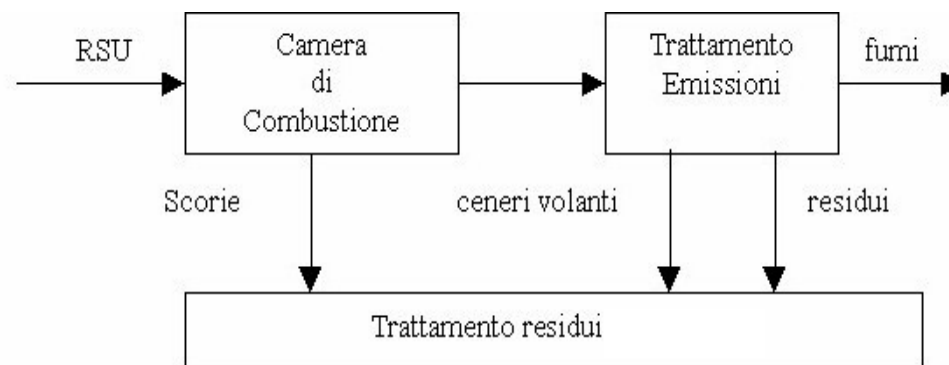 RSU
Camera
di
Combustione
Trattamento
Emissioni
fumi
Scorie
ceneri volanti
residui
Trattamento residui